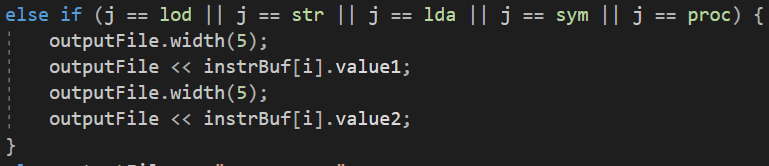 else if (j == lod || j == str || j == lda || j == sym || j == proc) {
    outputFile.width(5);
    outputFile << instrBuf[i].value1;
    outputFile.width(5);
    outputFile << instrBuf[i].value2;
}